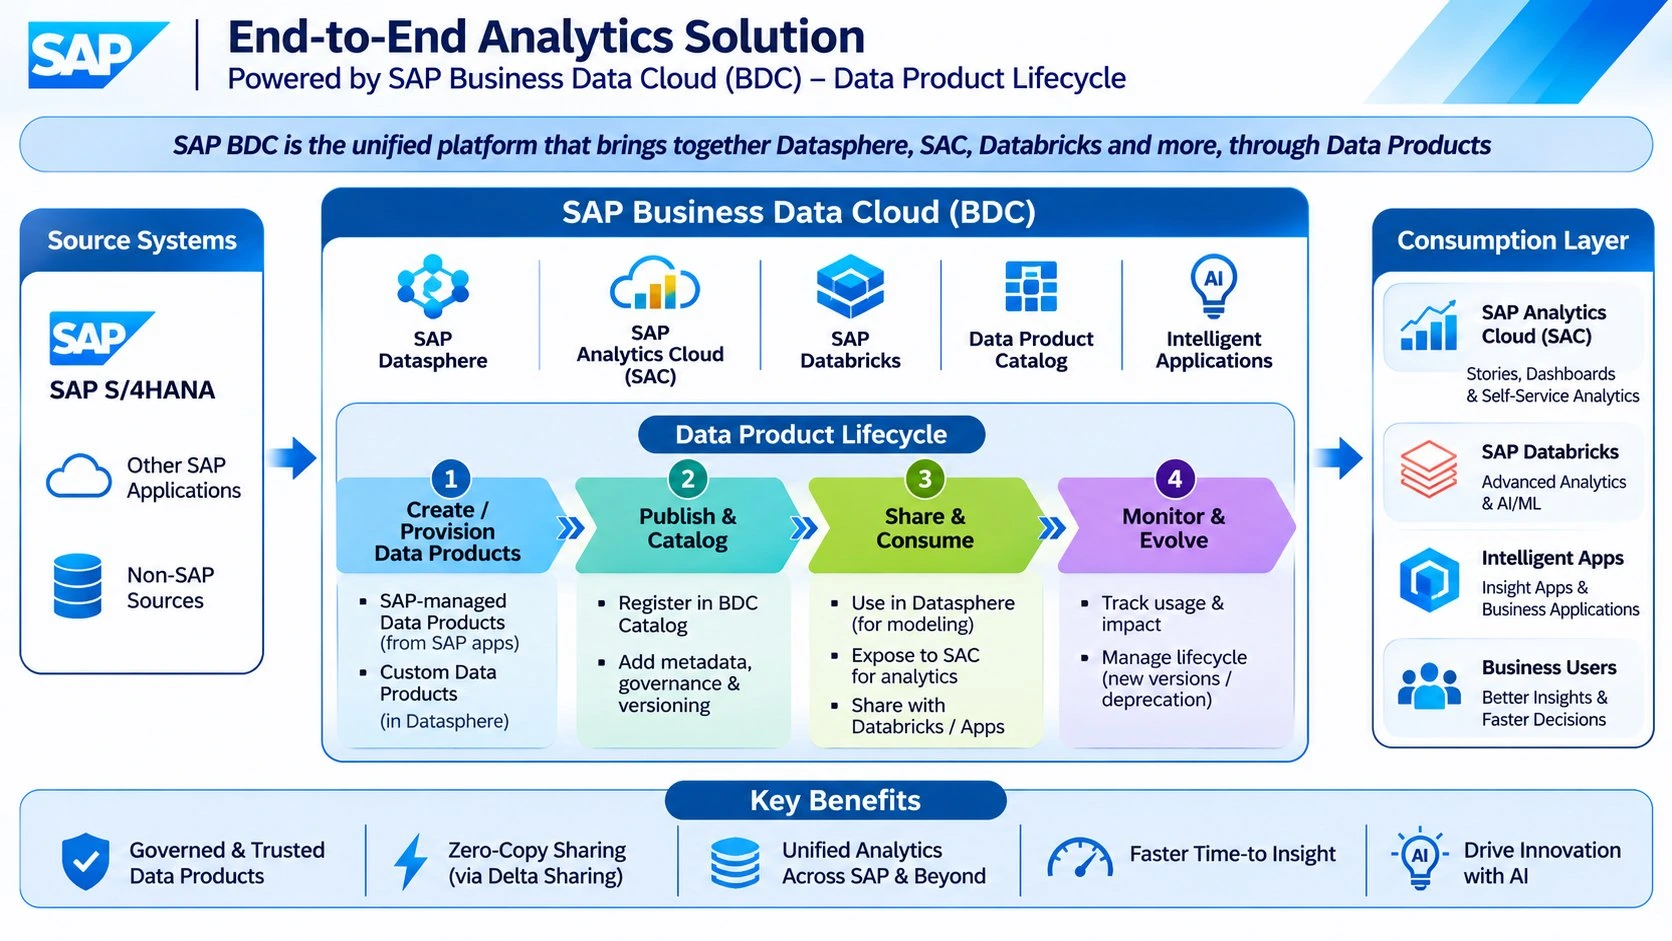 SAP
End-to-End Analytics Solution
Powered by SAP Business Data Cloud (BDC) – Data Product Lifecycle
SAP BDC is the unified platform that brings together Datasphere, SAC, Databricks and more, through Data Products
Source Systems
SAP
SAP S/4HANA
Other SAP
Applications
Non-SAP
Sources
SAP Business Data Cloud (BDC)
SAP
Datasphere
SAP
Analytics Cloud
(SAC)
SAP
Databricks
Data Product
Catalog
AI
Intelligent
Applications
Data Product Lifecycle
1
Create /
Provision
Data Products
▪ SAP-managed
Data Products
(from SAP apps)
▪ Custom Data
Products
(in Datasphere)
2
Publish &
Catalog
▪ Register in BDC
Catalog
▪ Add metadata,
governance &
versioning
3
Share &
Consume
▪ Use in Datasphere
(for modeling)
▪ Expose to SAC
for analytics
▪ Share with
Databricks / Apps
4
Monitor &
Evolve
▪ Track usage &
impact
▪ Manage lifecycle
(new versions /
deprecation)
Consumption Layer
SAP Analytics
Cloud (SAC)
Stories, Dashboards
& Self-Service Analytics
SAP Databricks
Advanced Analytics
& AI/ML
Intelligent Apps
Insight Apps &
Business Applications
Business Users
Better Insights &
Faster Decisions
Key Benefits
Governed & Trusted
Data Products
Zero-Copy Sharing
(via Delta Sharing)
Unified Analytics
Across SAP & Beyond
Faster Time-to Insight
AI
Drive Innovation
with AI